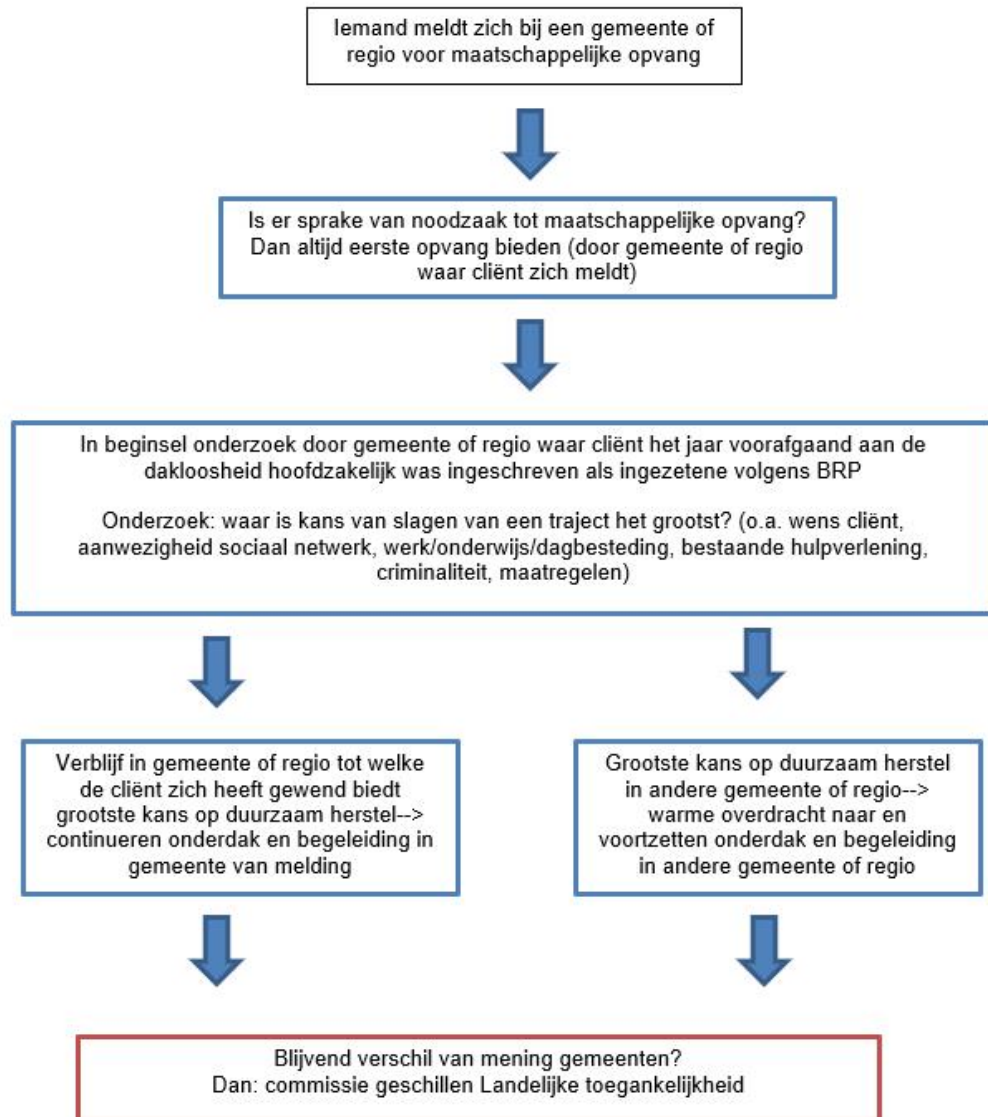 Iemand meldt zich bij een gemeente of
regio voor maatschappelijke opvang
Is er sprake van noodzaak tot maatschappelijke opvang?
Dan altijd eerste opvang bieden (door gemeente of regio
waar cliënt zich meldt)
In beginsel onderzoek door gemeente of regio waar cliënt het jaar voorafgaand aan de
dakloosheid hoofdzakelijk was ingeschreven als ingezetene volgens BRP
Onderzoek: waar is kans van slagen van een traject het grootst? (o.a. wens cliënt,
aanwezigheid sociaal netwerk, werk/onderwijs/dagbesteding, bestaande hulpverlening,
criminaliteit, maatregelen)
Verblijf in gemeente of regio tot welke
de cliënt zich heeft gewend biedt
grootste kans op duurzaam herstel-->
continueren onderdak en begeleiding in
gemeente van melding
Grootste kans op duurzaam herstel
in andere gemeente of regio-->
warme overdracht naar en
voortzetten onderdak en begeleiding
in andere gemeente of regio
Blijvend verschil van mening gemeenten?
Dan: commissie geschillen Landelijke toegankelijkheid